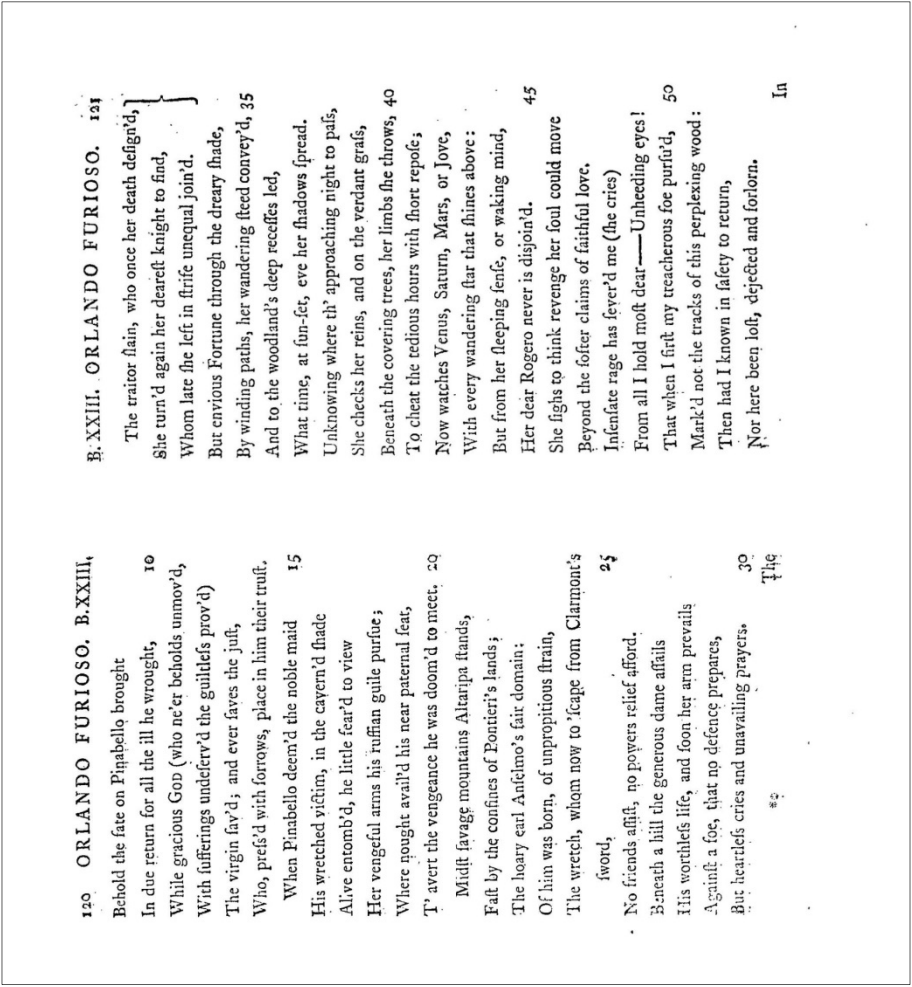 120 ORLANDO FURIOSO. B.XXIII,
Behold the fate on Pinabello brought
In due return for all the ill he wrought, 10
While gracious GOD (who ne'er beholds unmov'd,
With ſufferings undeſerv'd the guiltleſs prov'd)
The virgin ſav'd; and ever ſaves the juſt,
Who, preſs'd with ſorrows, place in him their truſt.
When Pinabello deem'd the noble maid 15
His wretched victim, in the cavern'd ſhade
Alive entomb'd, he little fear'd to view
Her vengeful arms his ruffian guile purſue;
Where nought avail'd his near paternal ſeat,
T' avert the vengeance he was doom'd to meet. 20
Midſt ſavage mountains Altaripa ſtands,
Faſt by the confines of Pontieri's lands;
The hoary earl Anſelmo's fair domain:
Of him was born, of unpropitious ſtrain,
The wretch, whom now to 'ſcape from Clarmont's
ſword, 25
No friends aſſiſt, no powers relief afford.
Beneath a hill the generous dame aſſails
His worthleſs life, and ſoon her arm prevails
Againſt a foe, that no defence prepares,
But heartleſs cries and unavailing prayers. 30
The
B. XXIII. ORLANDO FURIOSO. 121
The traitor ſlain, who once her death deſign'd,
She turn'd again her deareſt knight to find,
Whom late ſhe left in ſtrife unequal join'd.
But envious Fortune through the dreary ſhade,
By winding paths, her wandering ſteed convey'd, 35
And to the woodland's deep receſſes led,
What time, at ſun-ſet, eve her ſhadows ſpread.
Unknowing where th' approaching night to paſs,
She checks her reins, and on the verdant graſs,
Beneath the covering trees, her limbs ſhe throws, 40
To cheat the tedious hours with ſhort repoſe;
Now watches Venus, Saturn, Mars, or Jove,
With every wandering ſtar that ſhines above:
But from her ſleeping ſenſe, or waking mind,
Her dear Rogero never is disjoin'd. 45
She ſighs to think revenge her ſoul could move
Beyond the ſofter claims of faithful love.
Inſenſate rage has ſever'd me (ſhe cries)
From all I hold moſt dear——Unheeding eyes!
That when I firſt my treacherous foe purſu'd, 50
Mark'd not the tracks of this perplexing wood:
Then had I known in ſafety to return,
Nor here been loſt, dejected and forlorn.
In